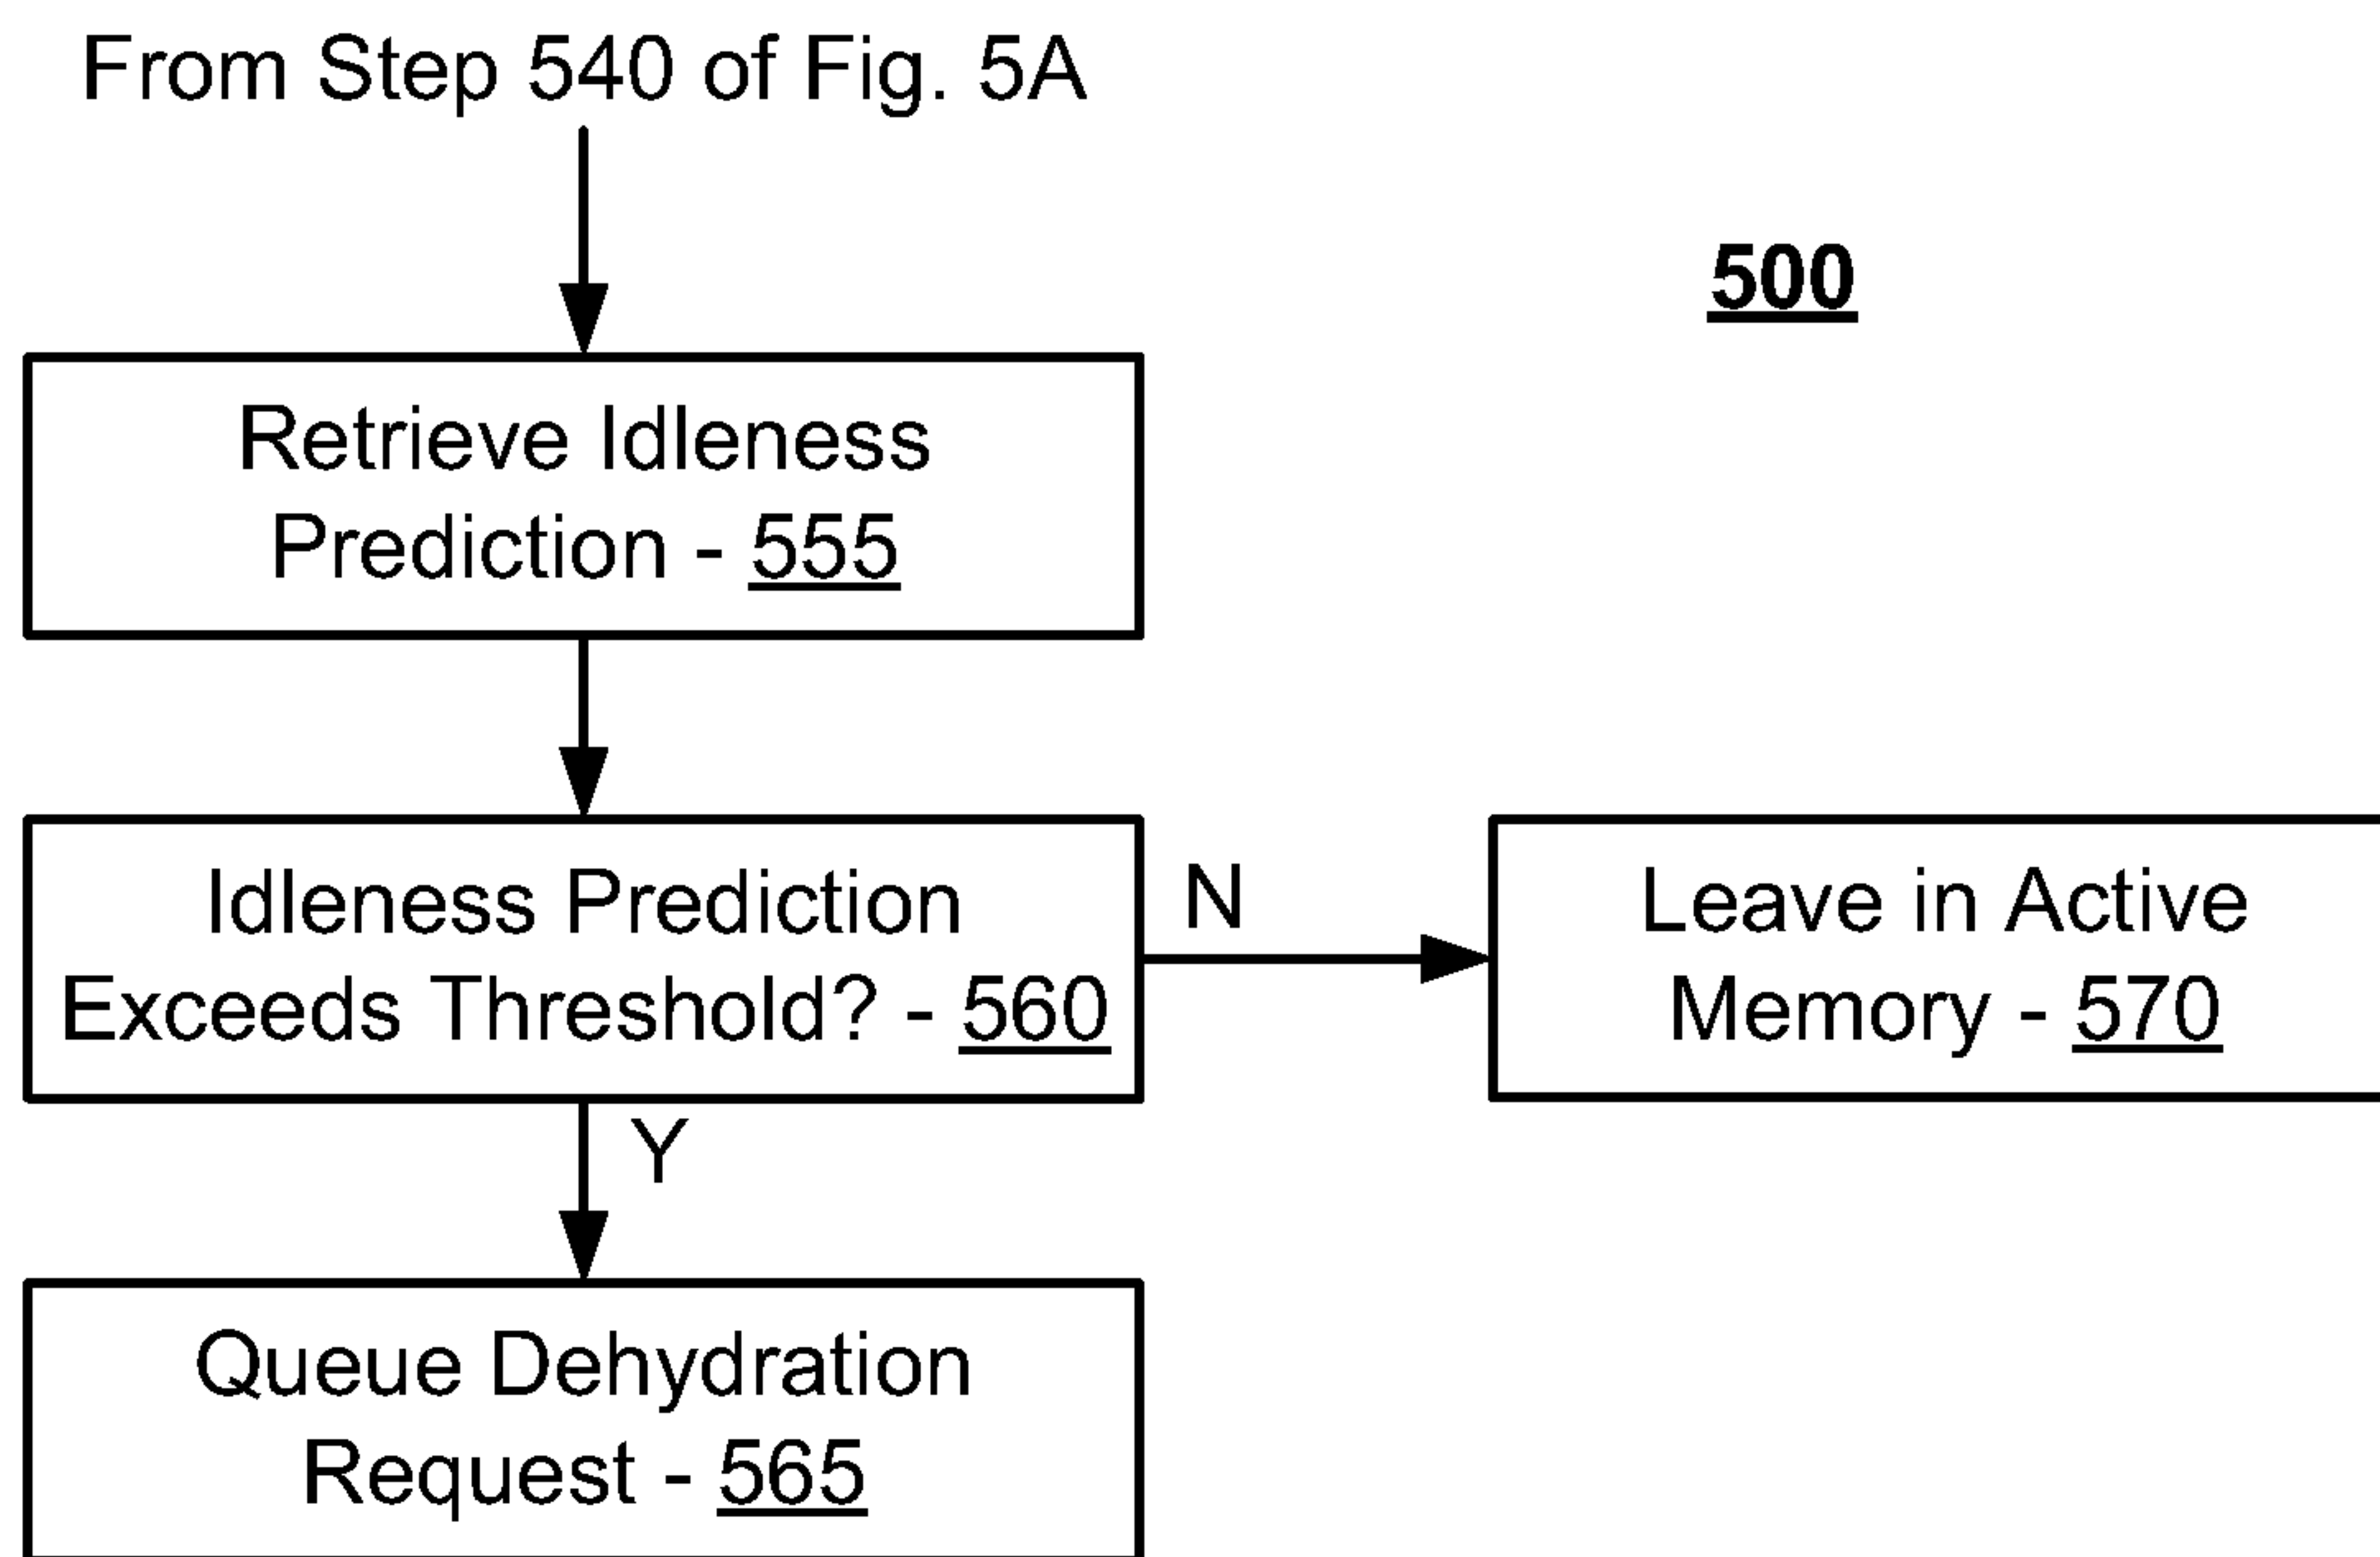 From Step 540 of Fig. 5A
500
Retrieve Idleness
Prediction - 555
Idleness Prediction
Exceeds Threshold? - 560
N
Leave in Active
Memory - 570
Y
Queue Dehydration
Request - 565